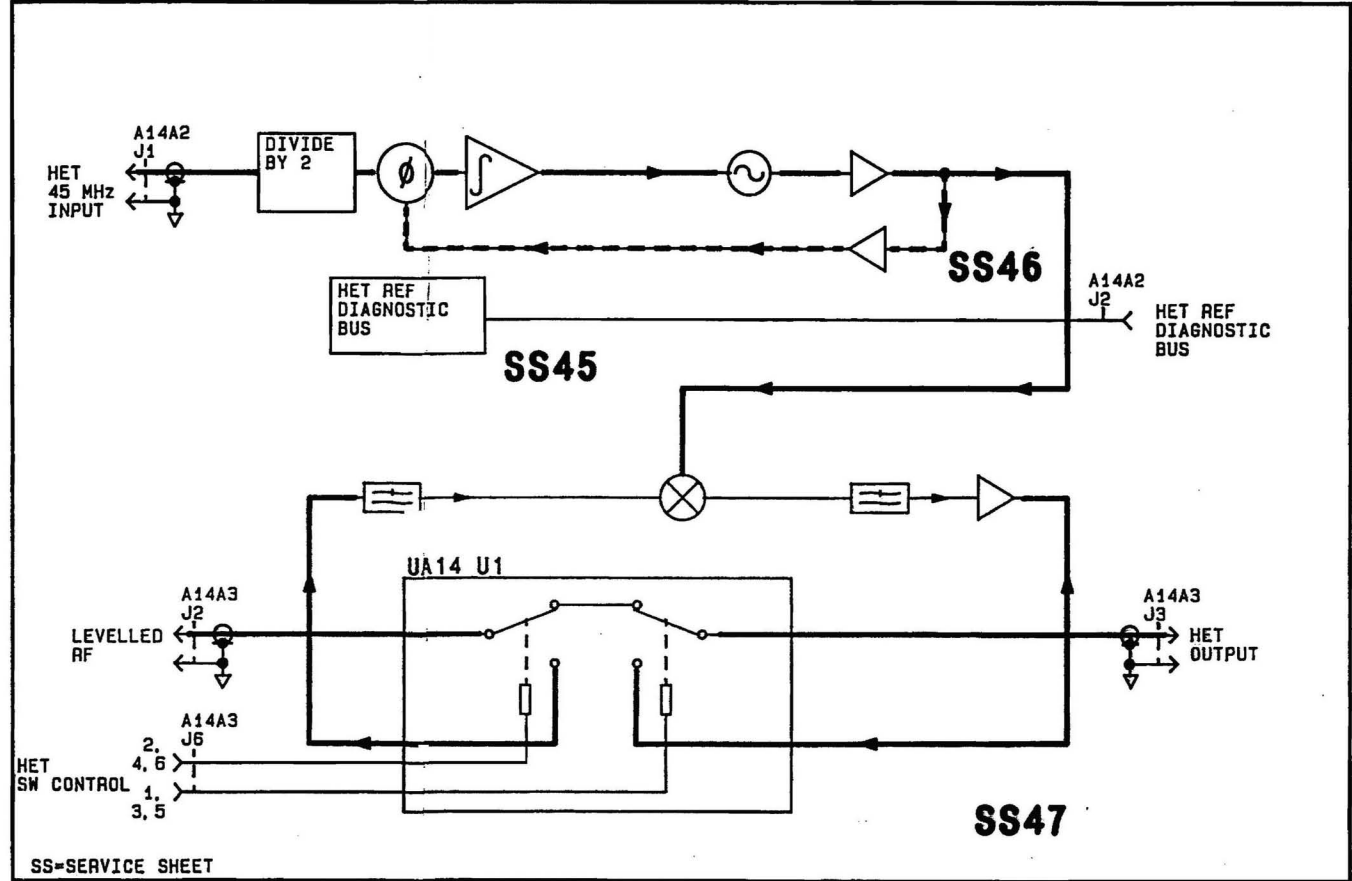 A14A2
J1
HET
45 MHz
INPUT
DIVIDE
BY 2
ϕ
∫
SS46
HET REF
DIAGNOSTIC
BUS
A14A2
J2
HET REF
DIAGNOSTIC
BUS
SS45
UA14 U1
A14A3
J2
LEVELLED
RF
A14A3
J3
HET
OUTPUT
A14A3
J6
HET
SW CONTROL
2,
4, 6
1,
3, 5
SS47
SS=SERVICE SHEET